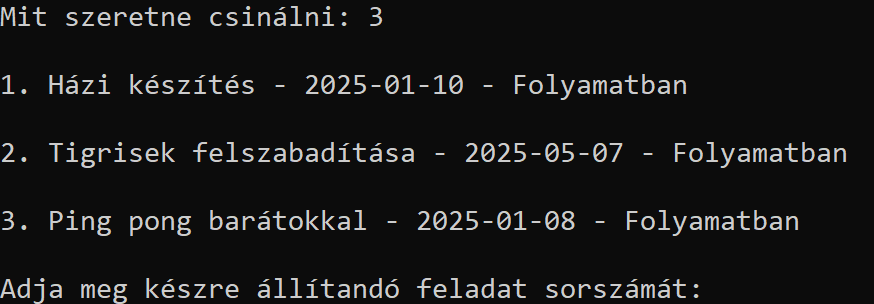 Mit szeretne csinálni: 3
1. Házi készítés - 2025-01-10 - Folyamatban
2. Tigrisek felszabadítása - 2025-05-07 - Folyamatban
3. Ping pong barátokkal - 2025-01-08 - Folyamatban
Adja meg készre állítandó feladat sorszámát: